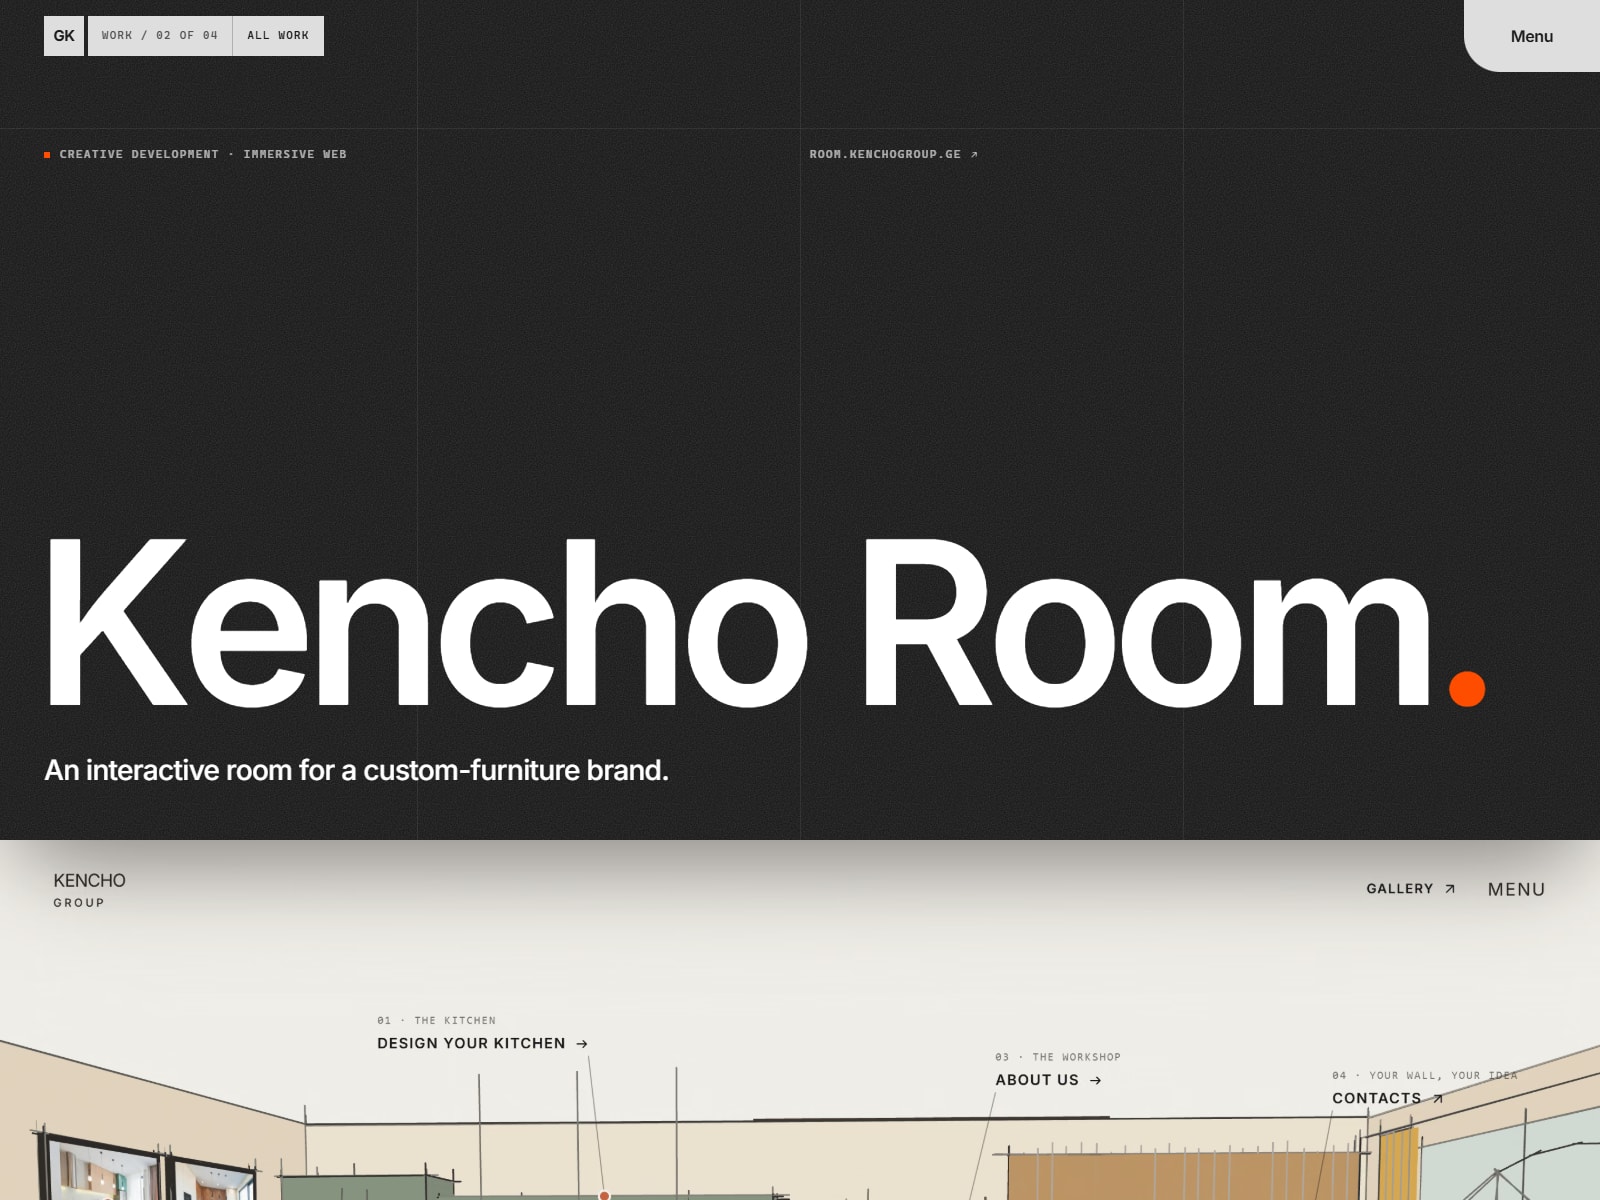 GK
WORK / 02 OF 04
ALL WORK
Menu
CREATIVE DEVELOPMENT · IMMERSIVE WEB
ROOM.KENCHOGROUP.GE ↗
Kencho Room.
An interactive room for a custom-furniture brand.
KENCHO
GROUP
GALLERY ↗
MENU
01 · THE KITCHEN
DESIGN YOUR KITCHEN →
03 · THE WORKSHOP
ABOUT US →
04 · YOUR WALL, YOUR IDEA
CONTACTS ↗